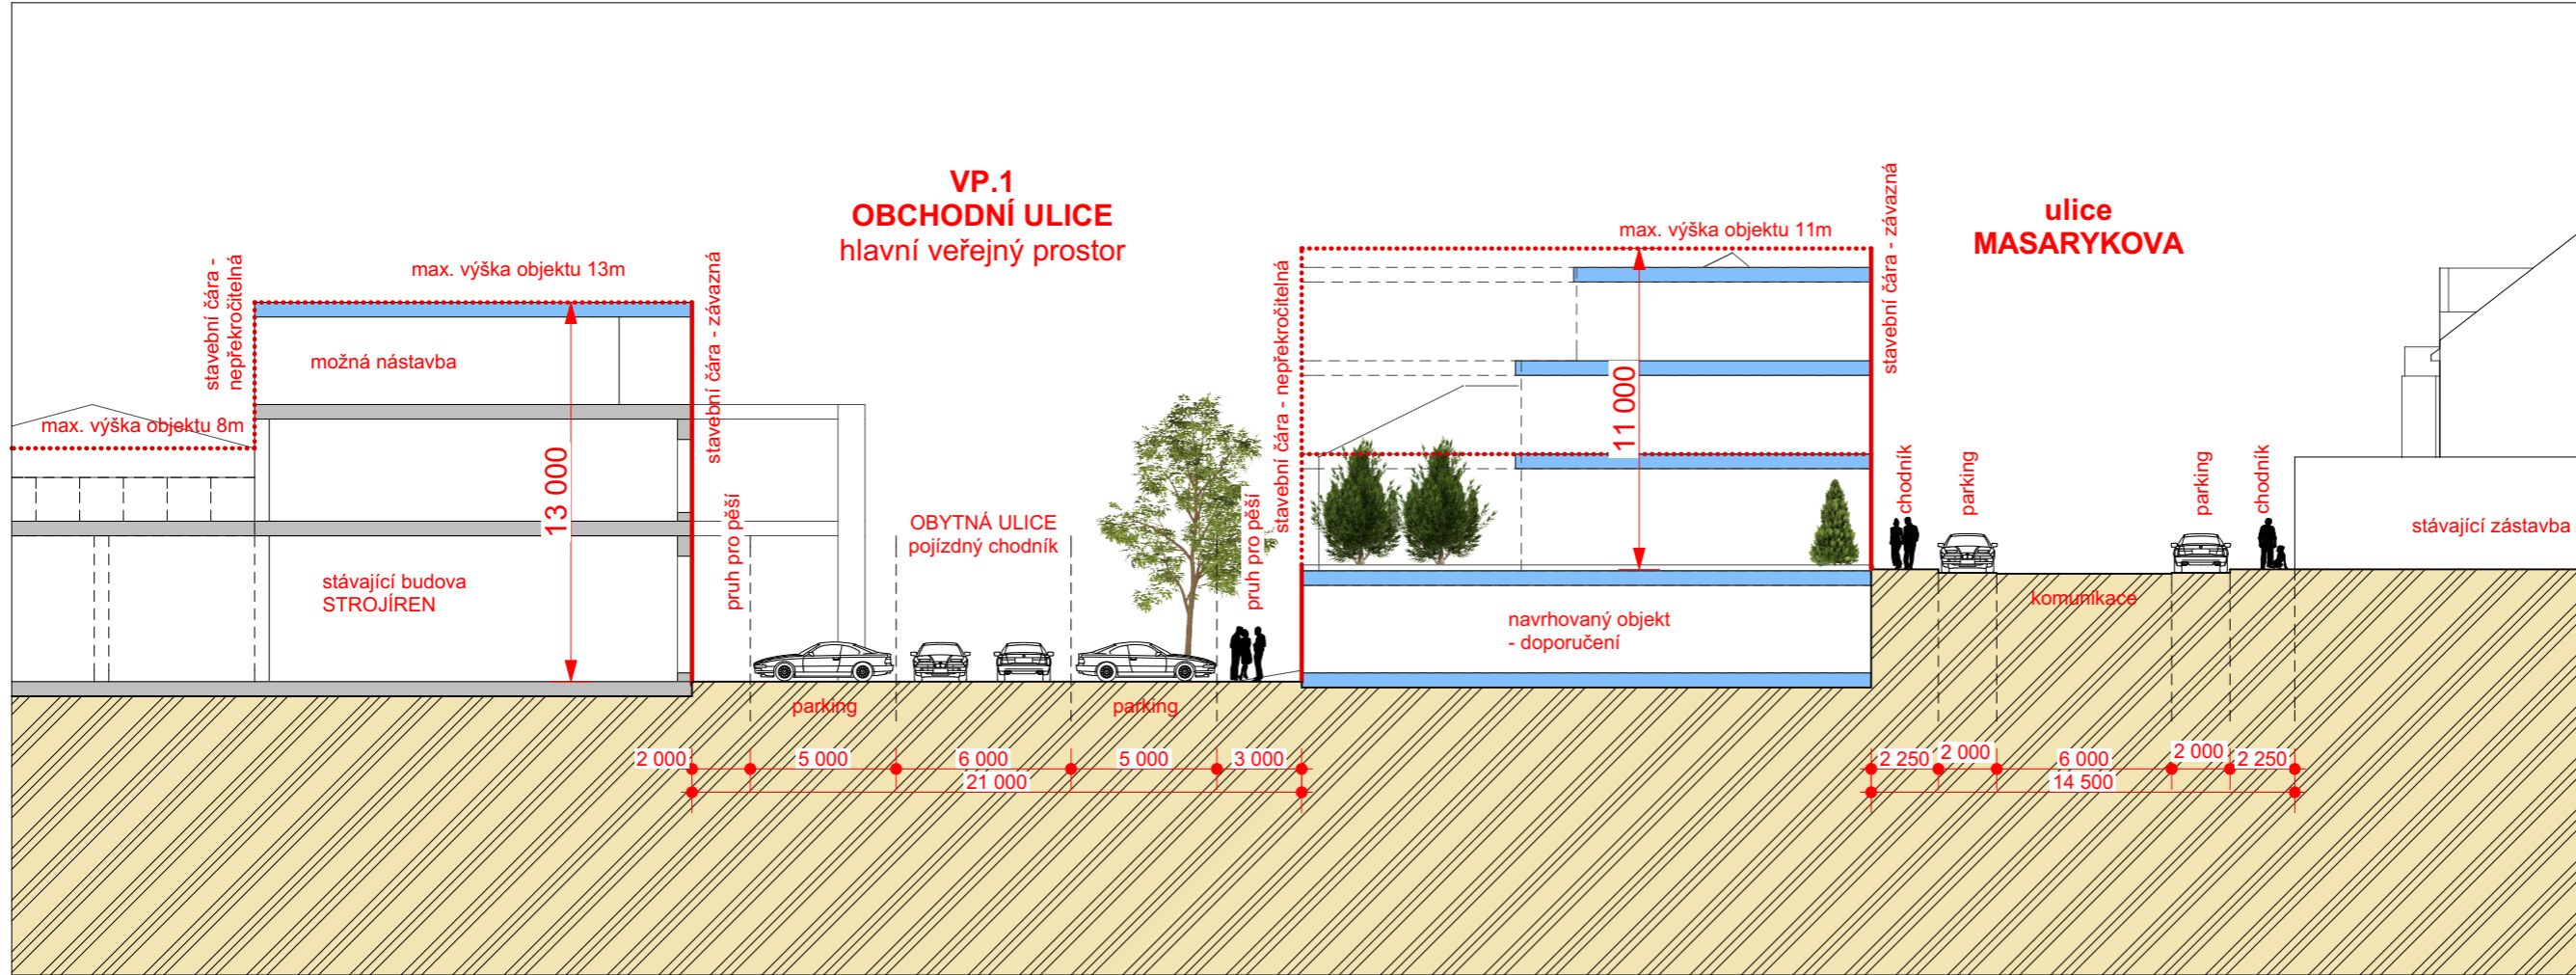 VP.1
OBCHODNÍ ULICE
hlavní veřejný prostor
ulice
MASARYKOVA
stavební čára -
nepřekročitelná
max. výška objektu 13m
stavební čára - závazná
možná nástavba
max. výška objektu 8m
13 000
stávající budova
STROJÍREN
pruh pro pěší
OBYTNÁ ULICE
pojízdný chodník
pruh pro pěší
stavební čára - nepřekročitelná
max. výška objektu 11m
11 000
stavební čára - závazná
navrhovaný objekt
- doporučení
chodník
parking
komunikace
parking
chodník
stávající zástavba
parking
parking
2 000
5 000
6 000
5 000
3 000
21 000
2 250
2 000
6 000
2 000
2 250
14 500